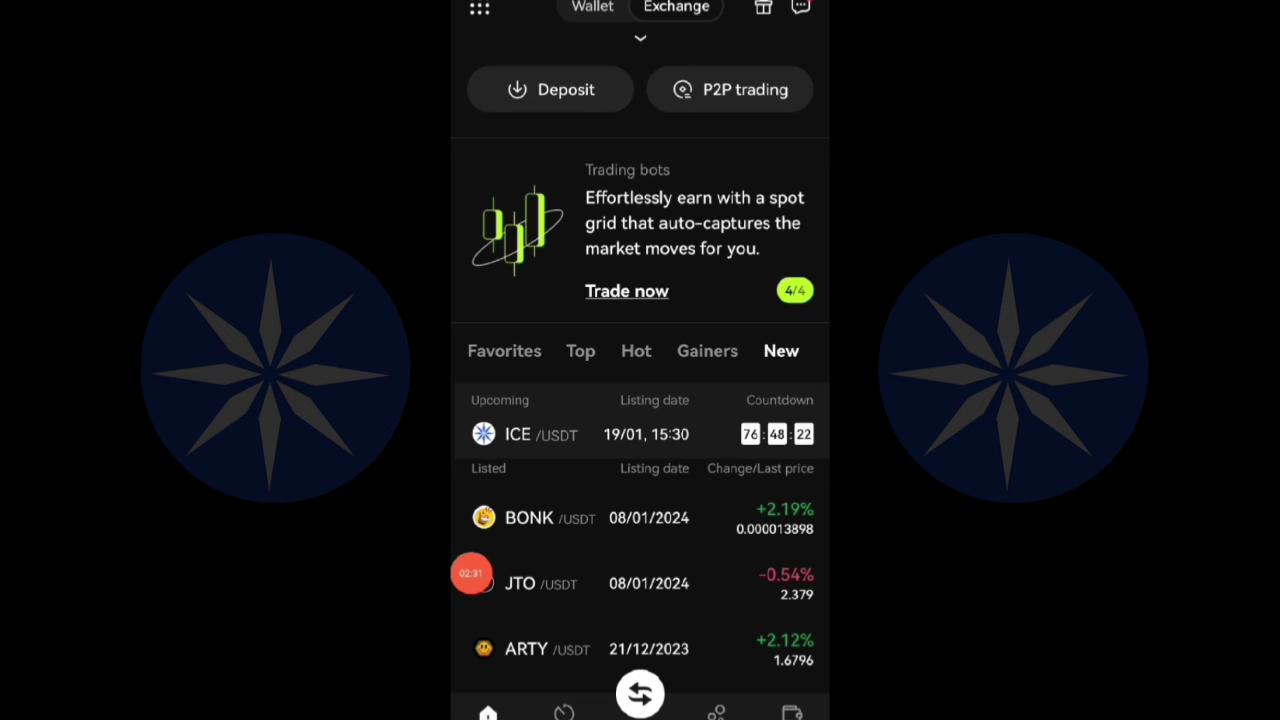 Wallet Exchange
Deposit P2P trading
Trading bots
Effortlessly earn with a spot
grid that auto-captures the
market moves for you.
Trade now 4/4
Favorites Top Hot Gainers New
Upcoming Listing date Countdown
ICE /USDT 19/01, 15:30 76 : 48 : 22
Listed Listing date Change/Last price
BONK /USDT 08/01/2024 +2.19%
0.000013898
02:31 JTO /USDT 08/01/2024 -0.54%
2.379
ARTY /USDT 21/12/2023 +2.12%
1.6796